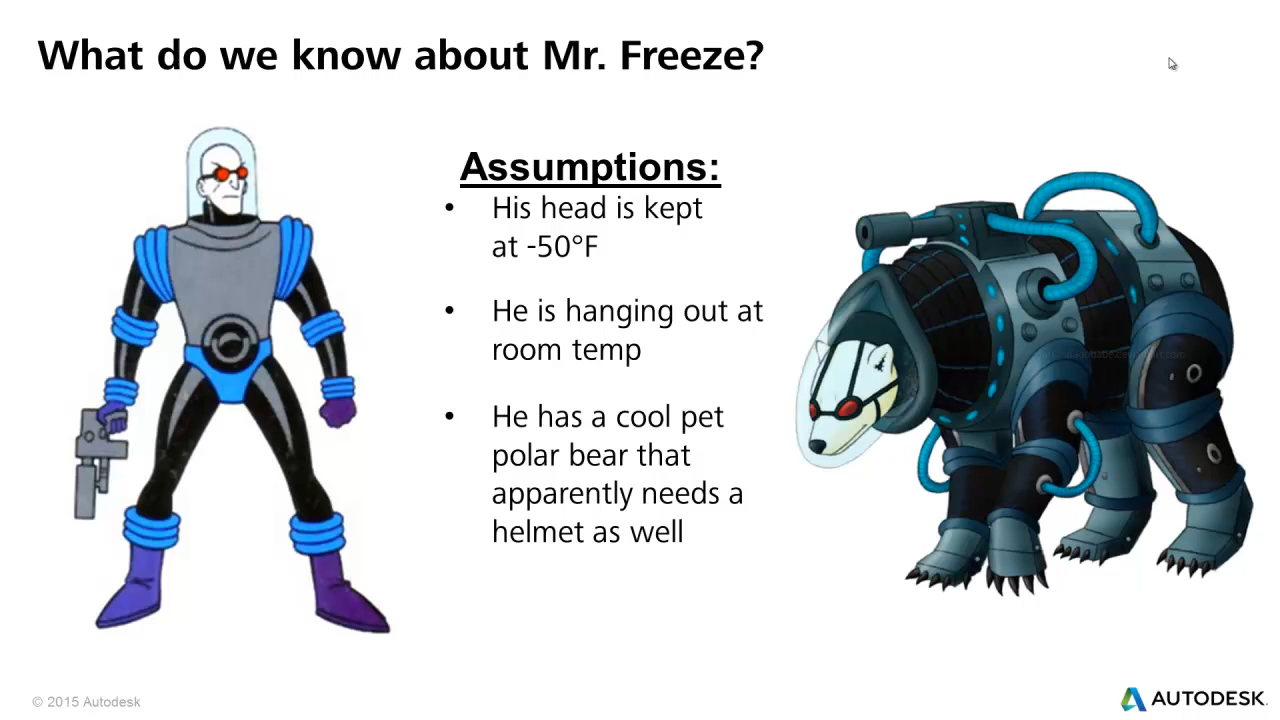 What do we know about Mr. Freeze?
Assumptions:
• His head is kept
at -50°F
• He is hanging out at
room temp
• He has a cool pet
polar bear that
apparently needs a
helmet as well
© 2015 Autodesk
AUTODESK.